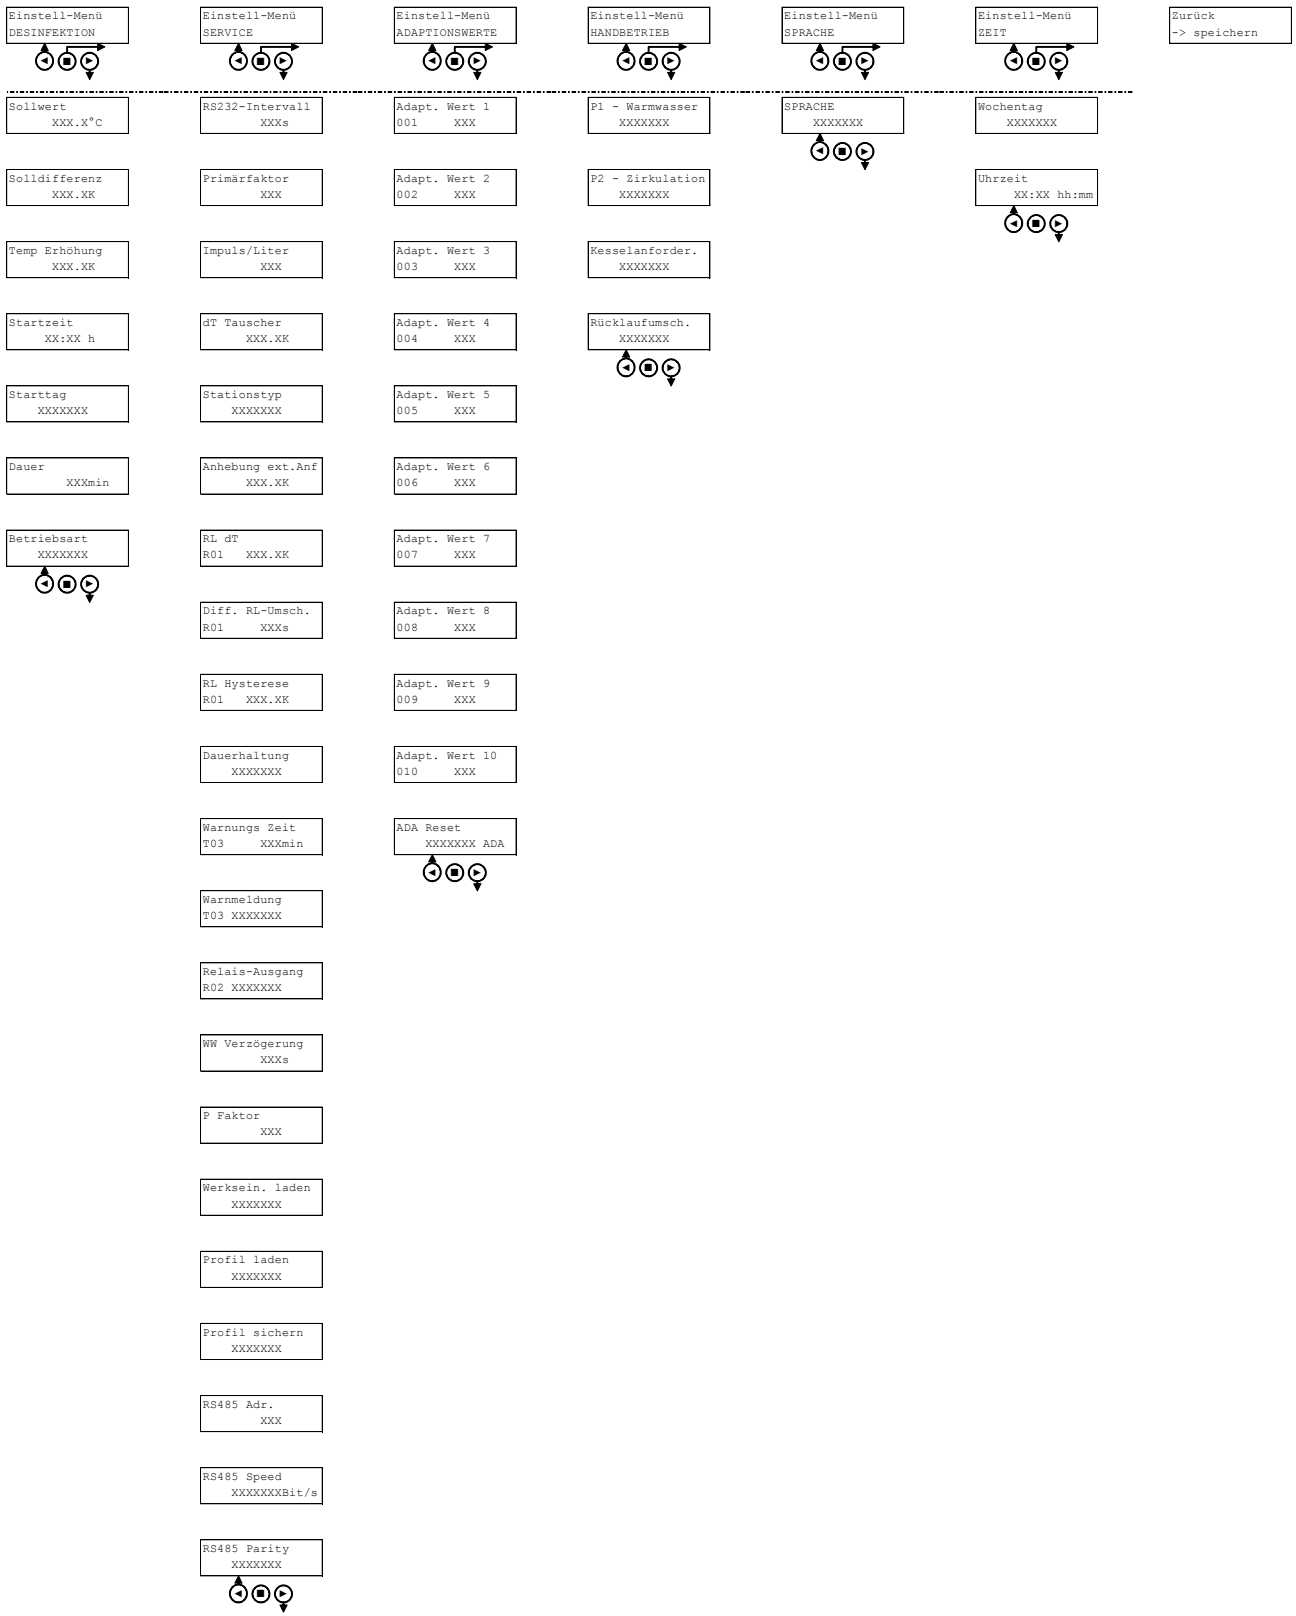 Einstell-Menü
DESINFEKTION
Einstell-Menü
SERVICE
Einstell-Menü
ADAPTIONSWERTE
Einstell-Menü
HANDBETRIEB
Einstell-Menü
SPRACHE
Einstell-Menü
ZEIT
Zurück
-> speichern
Sollwert
XXX.X°C
Solldifferenz
XXX.XK
Temp Erhöhung
XXX.XK
Startzeit
XX:XX h
Starttag
XXXXXXX
Dauer
XXXmin
Betriebsart
XXXXXXX
RS232-Intervall
XXXs
Primärfaktor
XXX
Impuls/Liter
XXX
dT Tauscher
XXX.XK
Stationstyp
XXXXXXX
Anhebung ext.Anf
XXX.XK
RL dT
R01 XXX.XK
Diff. RL-Umsch.
R01 XXXs
RL Hysterese
R01 XXX.XK
Dauerhaltung
XXXXXXX
Warnungs Zeit
T03 XXXmin
Warnmeldung
T03 XXXXXXX
Relais-Ausgang
R02 XXXXXXX
WW Verzögerung
XXXs
P Faktor
XXX
Werksein. laden
XXXXXXX
Profil laden
XXXXXXX
Profil sichern
XXXXXXX
RS485 Adr.
XXX
RS485 Speed
XXXXXXXBit/s
RS485 Parity
XXXXXXX
Adapt. Wert 1
001 XXX
Adapt. Wert 2
002 XXX
Adapt. Wert 3
003 XXX
Adapt. Wert 4
004 XXX
Adapt. Wert 5
005 XXX
Adapt. Wert 6
006 XXX
Adapt. Wert 7
007 XXX
Adapt. Wert 8
008 XXX
Adapt. Wert 9
009 XXX
Adapt. Wert 10
010 XXX
ADA Reset
XXXXXXX ADA
P1 - Warmwasser
XXXXXXX
P2 - Zirkulation
XXXXXXX
Kesselanforder.
XXXXXXX
Rücklaufumsch.
XXXXXXX
SPRACHE
XXXXXXX
Wochentag
XXXXXXX
Uhrzeit
XX:XX hh:mm